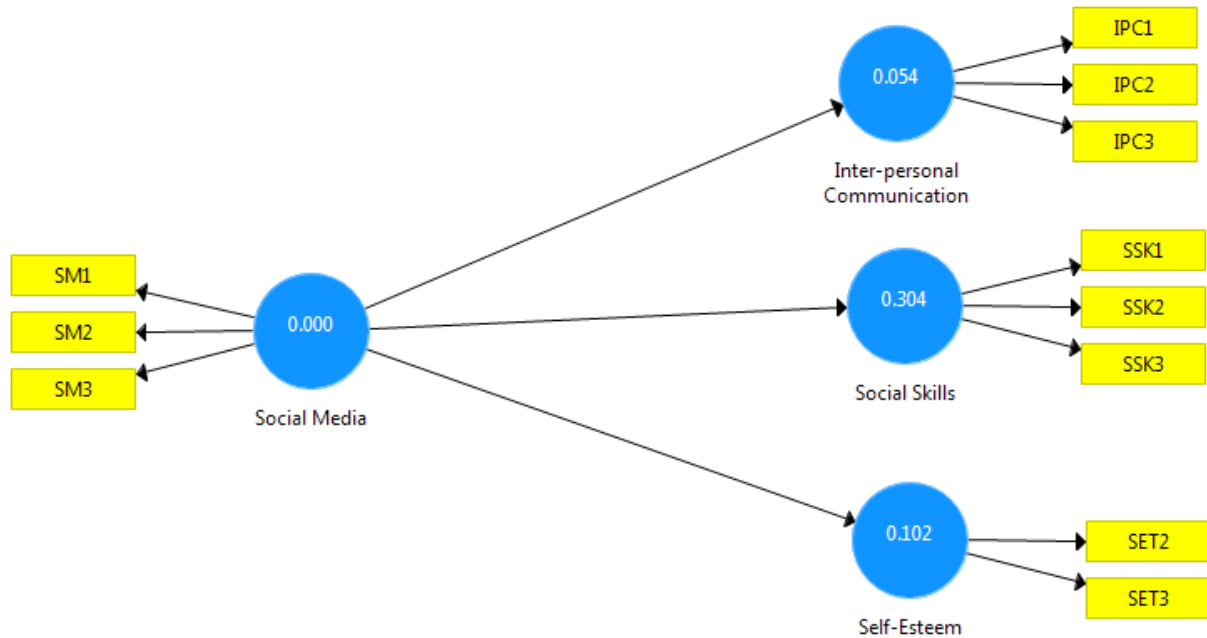 SM1
SM2
SM3
0.000
Social Media
0.054
Inter-personal
Communication
IPC1
IPC2
IPC3
0.304
Social Skills
SSK1
SSK2
SSK3
0.102
Self-Esteem
SET2
SET3